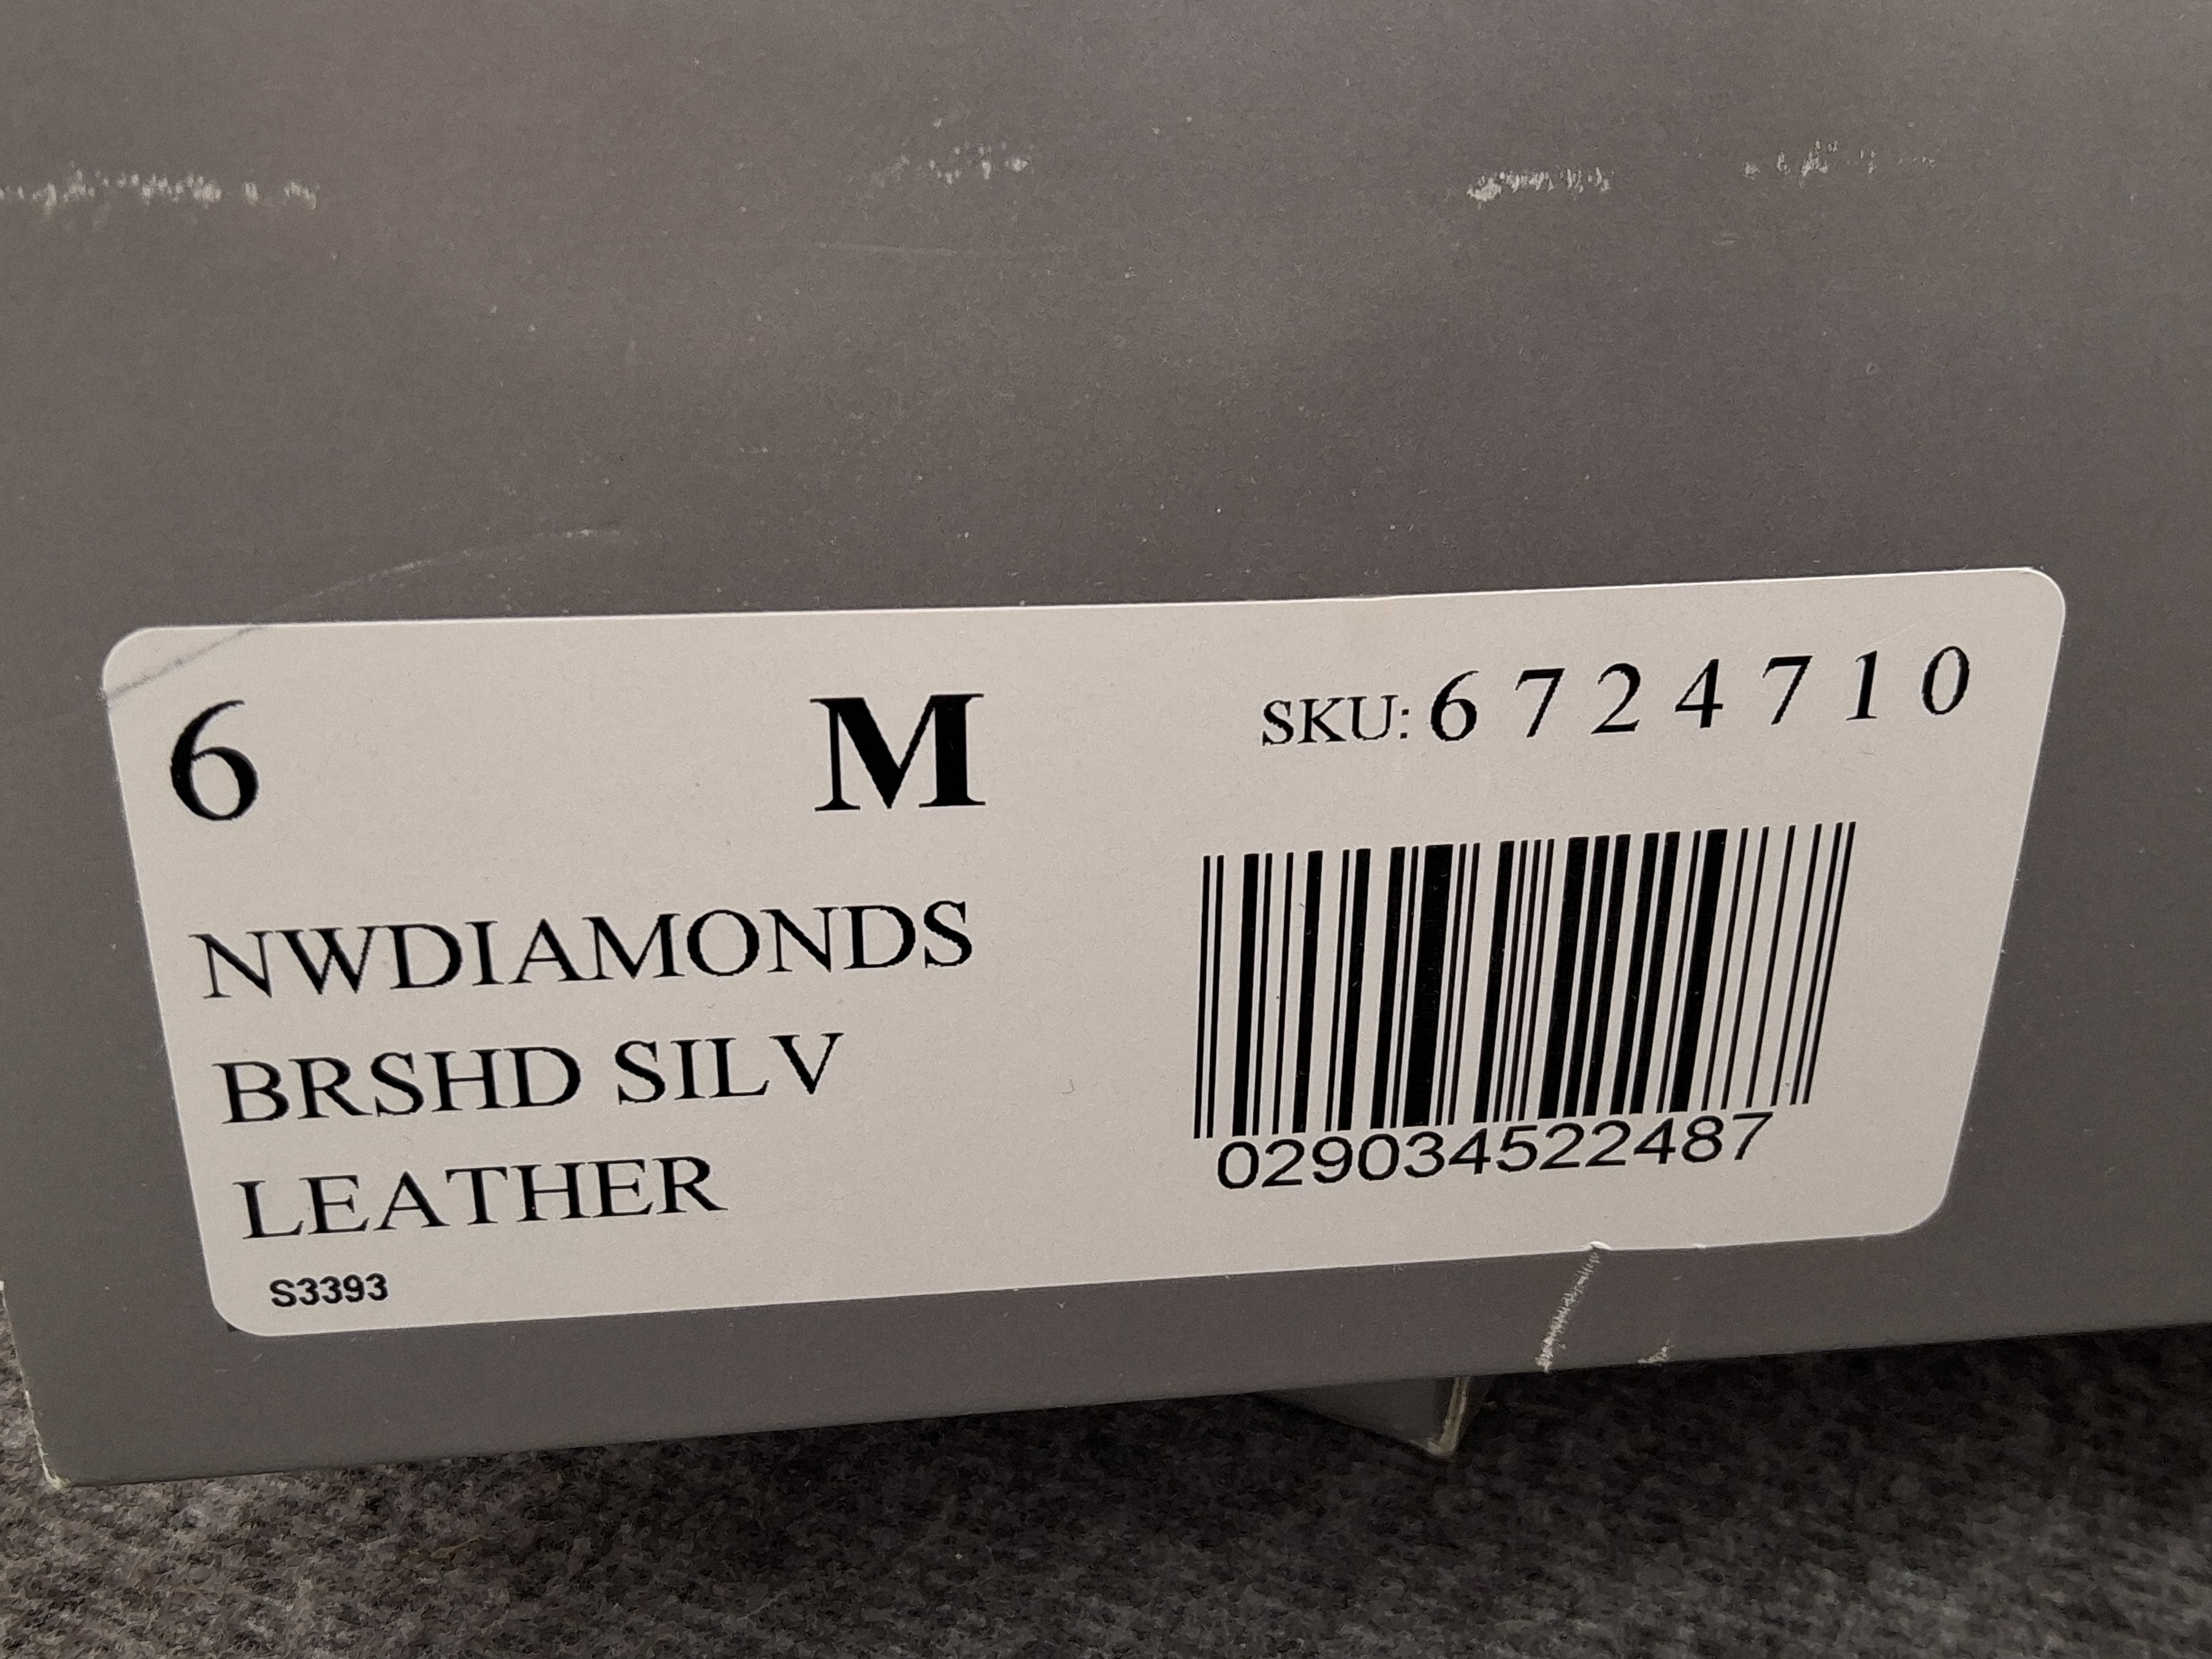 6 M SKU: 6 7 2 4 7 1 0
NWDIAMONDS
BRSHD SILV
LEATHER
029034522487
S3393